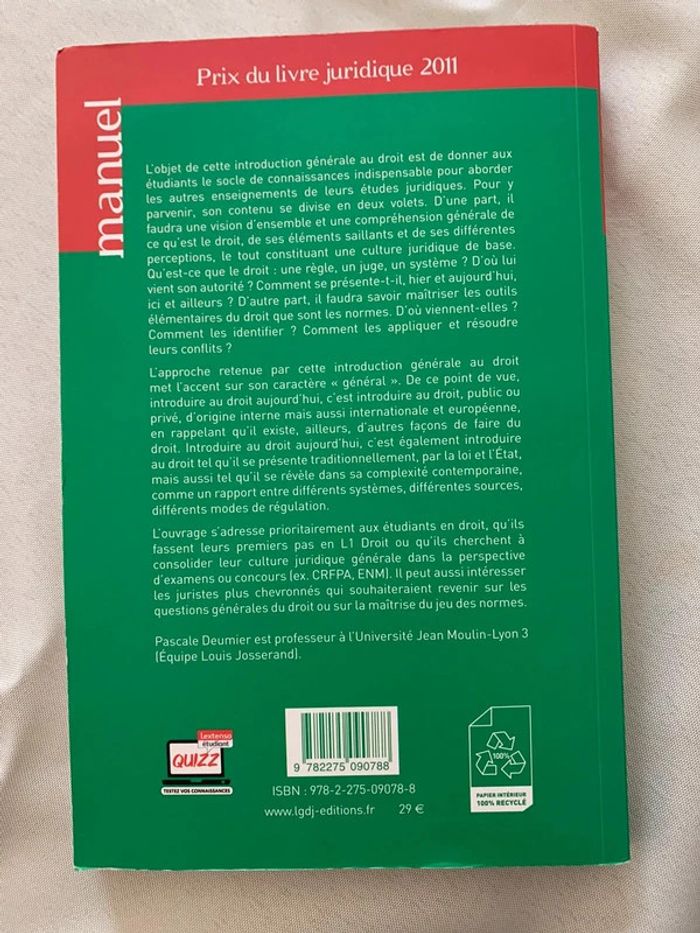 Prix du livre juridique 2011
manuel
L'objet de cette introduction générale au droit est de donner aux
étudiants le socle de connaissances indispensable pour aborder
les autres enseignements de leurs études juridiques. Pour y
parvenir, son contenu se divise en deux volets. D'une part, il
faudra une vision d'ensemble et une compréhension générale de
ce qu'est le droit, de ses éléments saillants et de ses différentes
perceptions, le tout constituant une culture juridique de base.
Qu'est-ce que le droit : une règle, un juge, un système ? D'où lui
vient son autorité ? Comment se présente-t-il, hier et aujourd'hui,
ici et ailleurs ? D'autre part, il faudra savoir maîtriser les outils
élémentaires du droit que sont les normes. D'où viennent-elles ?
Comment les identifier ? Comment les appliquer et résoudre
leurs conflits ?
L'approche retenue par cette introduction générale au droit
met l'accent sur son caractère « général ». De ce point de vue,
introduire au droit aujourd'hui, c'est introduire au droit, public ou
privé, d'origine interne mais aussi internationale et européenne,
en rappelant qu'il existe, ailleurs, d'autres façons de faire du
droit. Introduire au droit aujourd'hui, c'est également introduire
au droit tel qu'il se présente traditionnellement, par la loi et l'État,
mais aussi tel qu'il se révèle dans sa complexité contemporaine,
comme un rapport entre différents systèmes, différentes sources,
différents modes de régulation.
L'ouvrage s'adresse prioritairement aux étudiants en droit, qu'ils
fassent leurs premiers pas en L1 Droit ou qu'ils cherchent à
consolider leur culture juridique générale dans la perspective
d'examens ou concours (ex. CRFPA, ENM). Il peut aussi intéresser
les juristes plus chevronnés qui souhaiteraient revenir sur les
questions générales du droit ou sur la maîtrise du jeu des normes.
Pascale Deumier est professeur à l'Université Jean Moulin-Lyon 3
(Équipe Louis Josserand).
Lextenso
étudiant
QUIZZ
TESTEZ VOS CONNAISSANCES
9 782275 090788
ISBN : 978-2-275-09078-8
www.lgdj-editions.fr 29 €
100%
PAPIER INTÉRIEUR
100% RECYCLÉ